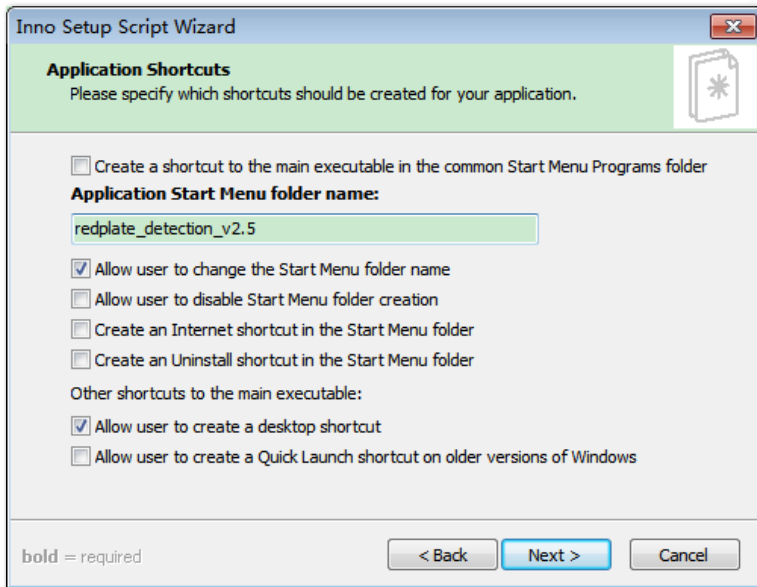 Inno Setup Script Wizard
Application Shortcuts
Please specify which shortcuts should be created for your application.
Create a shortcut to the main executable in the common Start Menu Programs folder
Application Start Menu folder name:
redplate_detection_v2.5
Allow user to change the Start Menu folder name
Allow user to disable Start Menu folder creation
Create an Internet shortcut in the Start Menu folder
Create an Uninstall shortcut in the Start Menu folder
Other shortcuts to the main executable:
Allow user to create a desktop shortcut
Allow user to create a Quick Launch shortcut on older versions of Windows
bold = required
< Back Next > Cancel